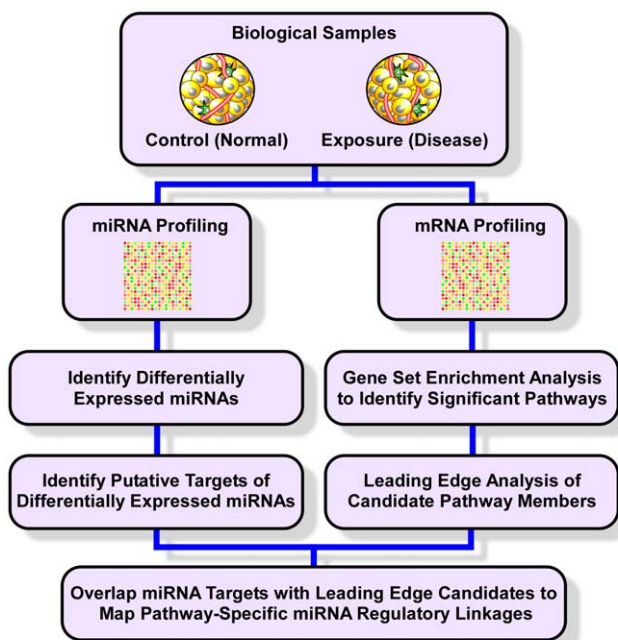 Biological Samples
Control (Normal)
Exposure (Disease)
miRNA Profiling
mRNA Profiling
Identify Differentially
Expressed miRNAs
Gene Set Enrichment Analysis
to Identify Significant Pathways
Identify Putative Targets of
Differentially Expressed miRNAs
Leading Edge Analysis of
Candidate Pathway Members
Overlap miRNA Targets with Leading Edge Candidates to
Map Pathway-Specific miRNA Regulatory Linkages